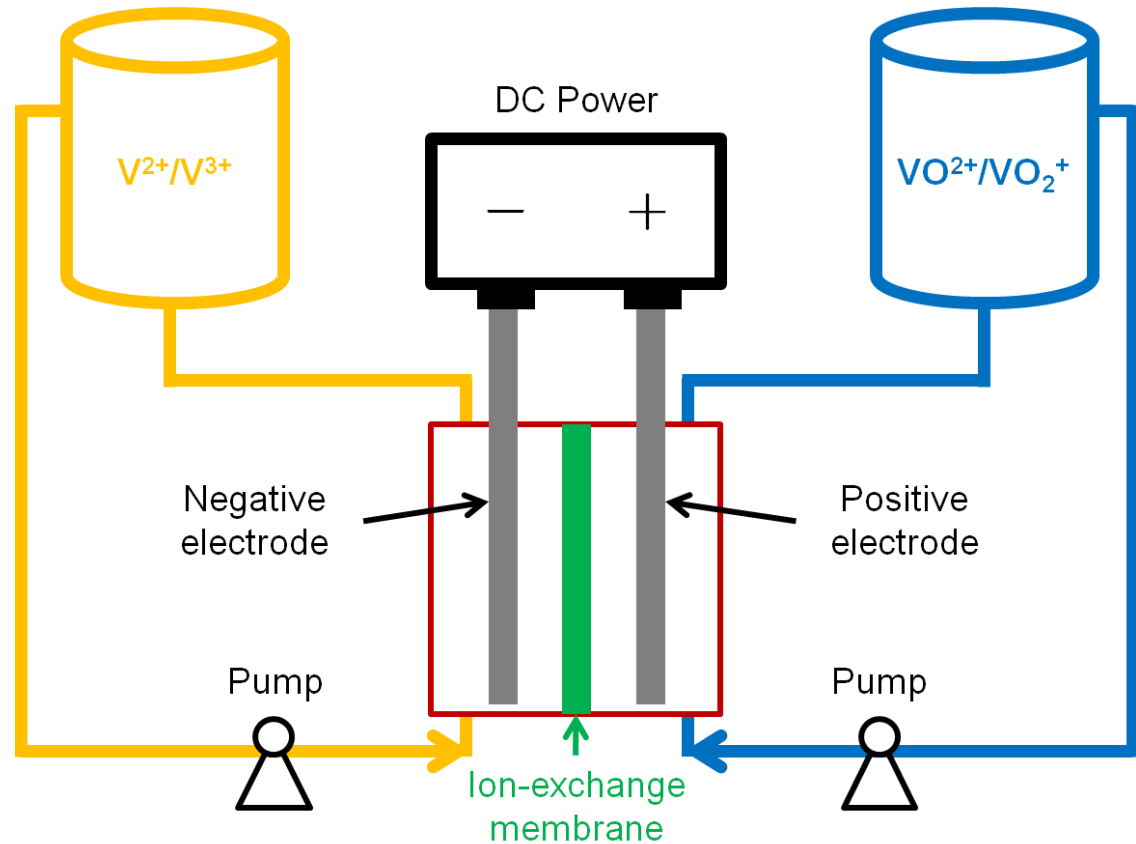 DC Power
V²⁺/V³⁺
VO²⁺/VO₂⁺
− +
Negative
electrode
Positive
electrode
Pump
Pump
Ion-exchange
membrane